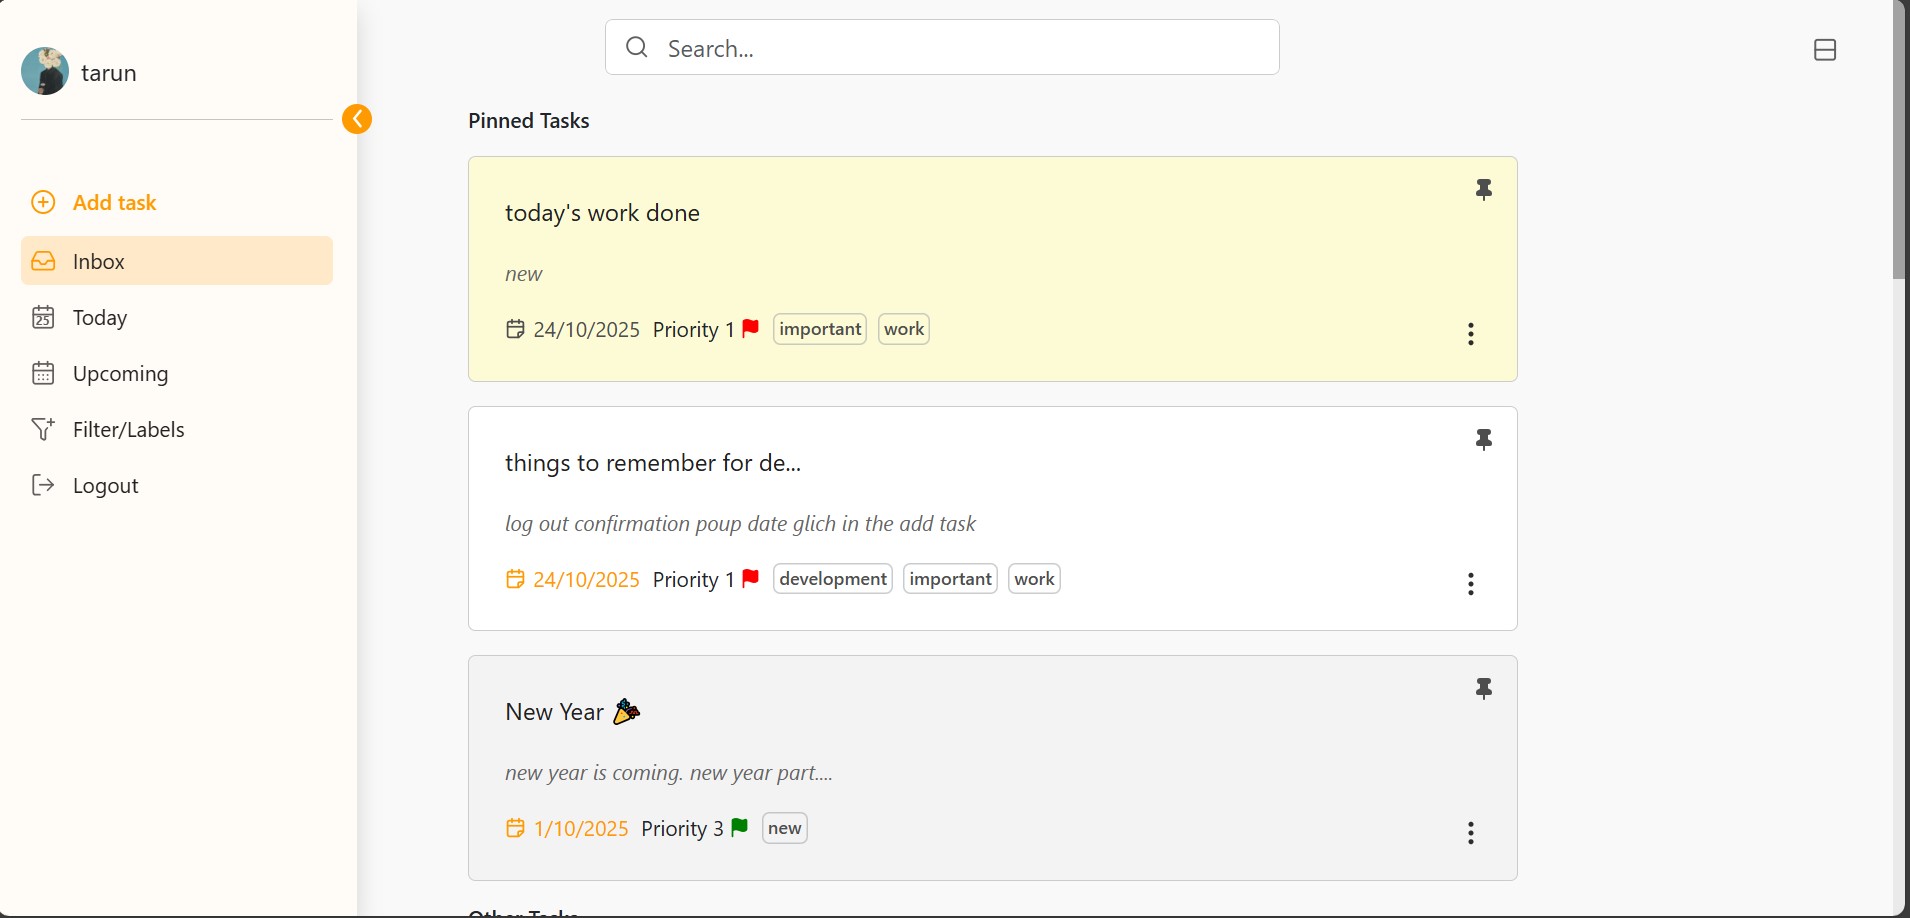 tarun
Add task
Inbox
25
Today
Upcoming
Filter/Labels
Logout
Search...
Pinned Tasks
today's work done
new
24/10/2025 Priority 1 important work
things to remember for de...
log out confirmation poup date glich in the add task
24/10/2025 Priority 1 development important work
New Year 🎉
new year is coming. new year part....
1/10/2025 Priority 3 new
Other Tasks